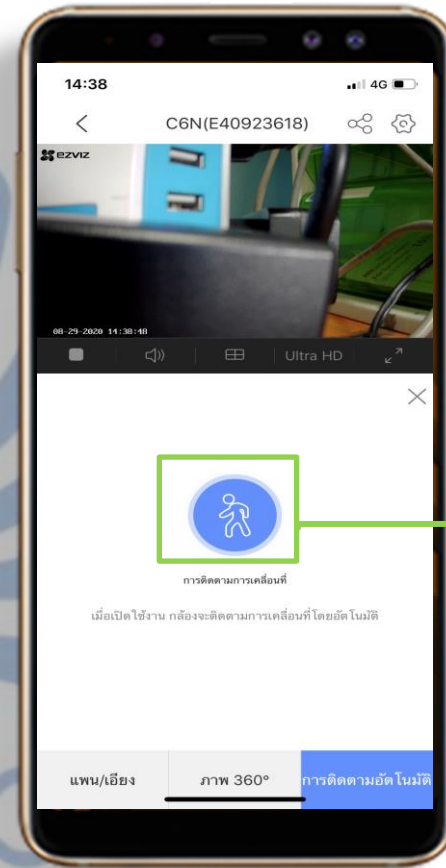 14:38
4G
C6N(E40923618)
ezviz
08-29-2020 14:38:48
Ultra HD
การติดตามการเคลื่อนที่
เมื่อเปิดใช้งาน กล้องจะติดตามการเคลื่อนที่โดยอัตโนมัติ
แพน/เอียง
ภาพ 360°
การติดตามอัตโนมัติ